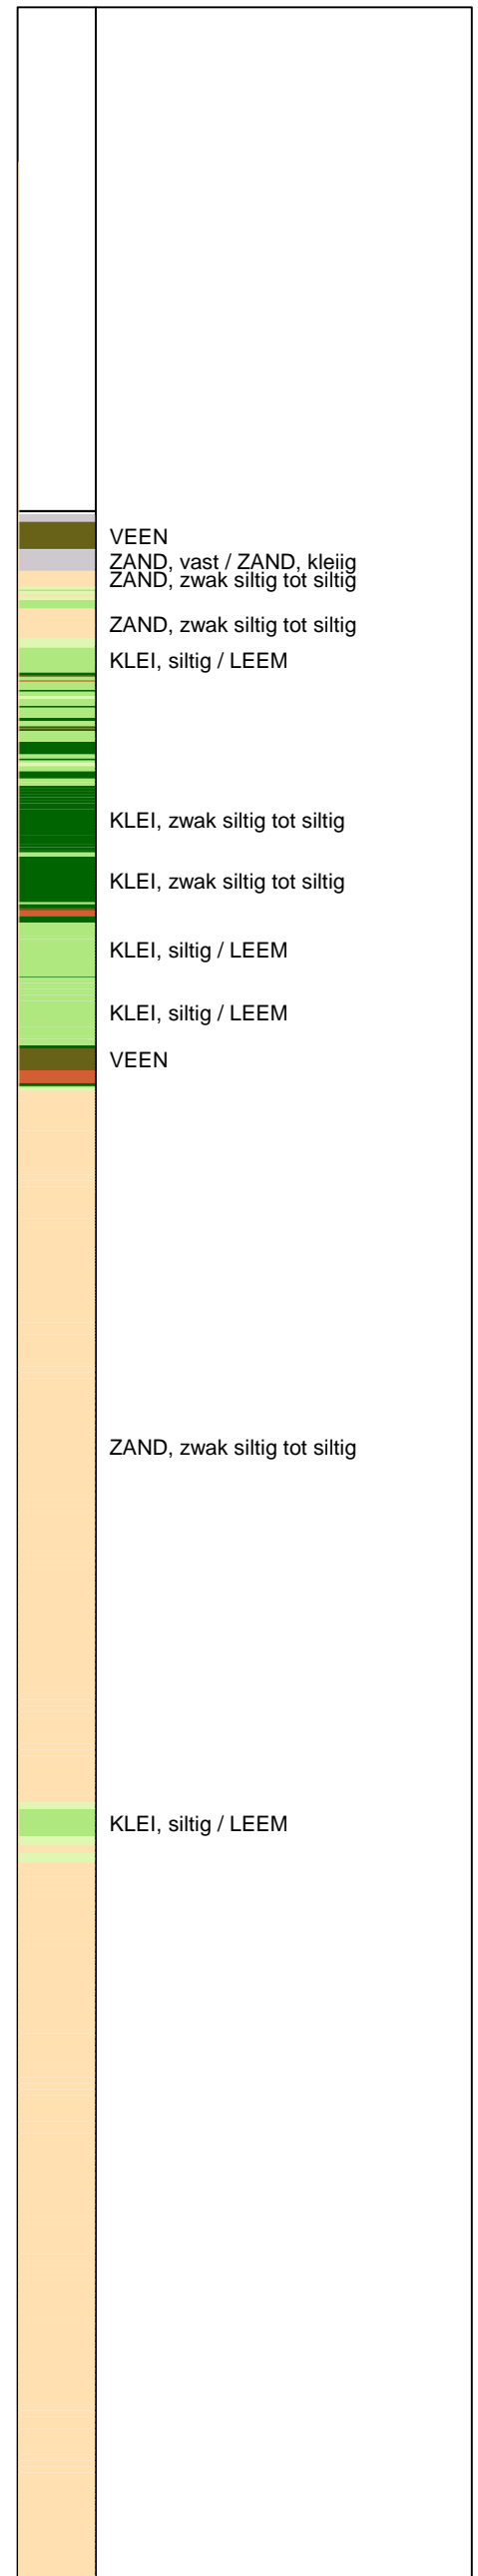 VEEN
ZAND, vast / ZAND, kleiig
ZAND, zwak siltig tot siltig
ZAND, zwak siltig tot siltig
KLEI, siltig / LEEM
KLEI, zwak siltig tot siltig
KLEI, zwak siltig tot siltig
KLEI, siltig / LEEM
KLEI, siltig / LEEM
VEEN
ZAND, zwak siltig tot siltig
KLEI, siltig / LEEM